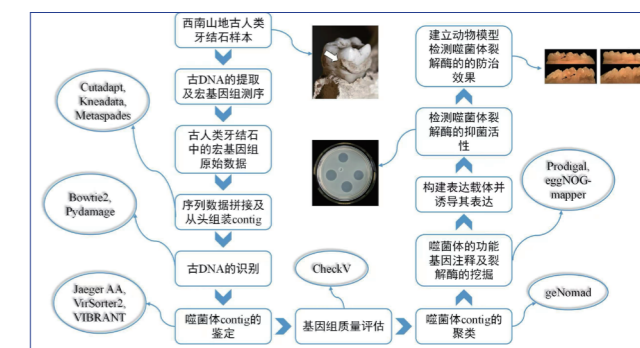 西南山地古人类
牙结石样本
古DNA的提取
及宏基因组测序
古人类牙结石
中的宏基因组
原始数据
序列数据拼接及
从头组装contig
古DNA的识别
噬菌体contig的
鉴定
Cutadapt,
Kneadata,
Metaspades
Bowtie2,
Pydamage
Jaeger AA,
VirSorter2,
VIBRANT
CheckV
基因组质量评估
噬菌体contig的
聚类
geNomad
噬菌体的功能
基因注释及裂
解酶的挖掘
Prodigal,
eggNOG-
mapper
构建表达载体并
诱导其表达
检测噬菌体裂
解酶的抑菌活
性
建立动物模型
检测噬菌体裂
解酶的的防治
效果